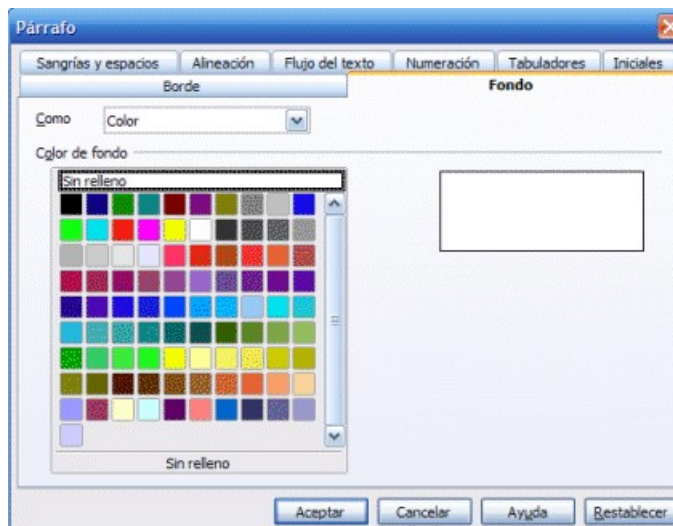 Párrafo
Sangrías y espacios Alineación Flujo del texto Numeración Tabuladores Iniciales
Borde Fondo
Como Color
Color de fondo
Sin relleno
Sin relleno
Aceptar Cancelar Ayuda Restablecer